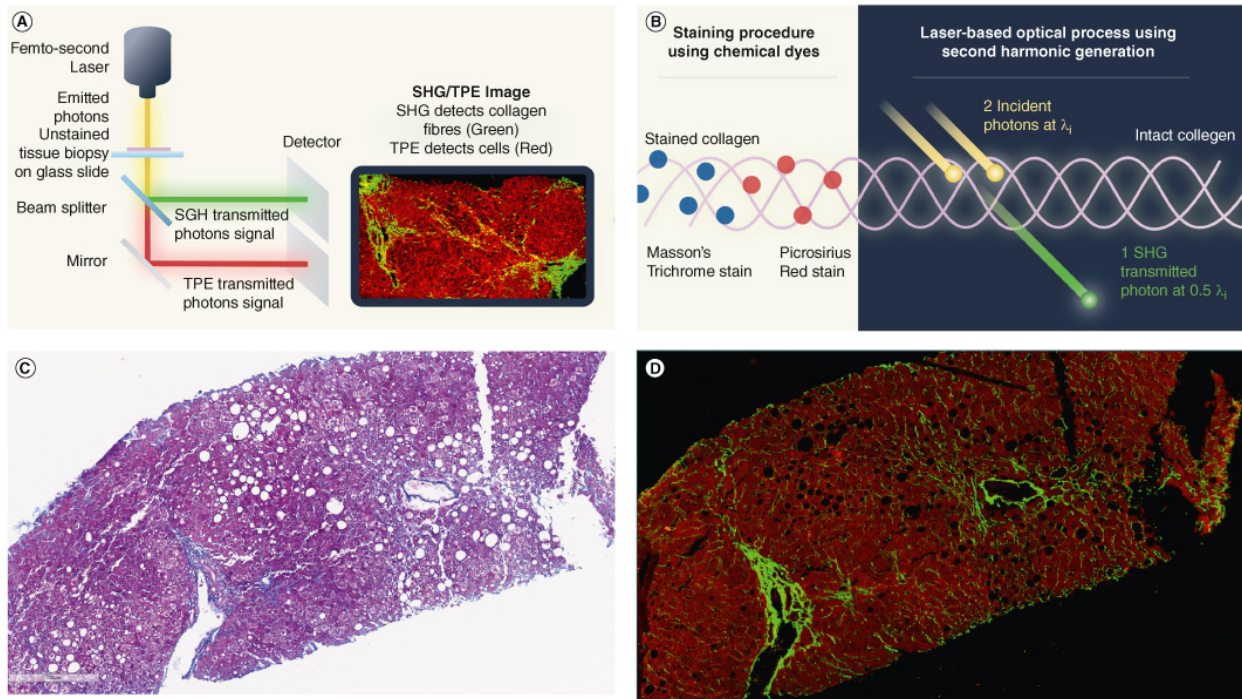 A
Femto-second
Laser
Emitted
photons
Unstained
tissue biopsy
on glass slide
Beam splitter
Mirror
SGH transmitted
photons signal
TPE transmitted
photons signal
Detector
SHG/TPE Image
SHG detects collagen
fibres (Green)
TPE detects cells (Red)
B
Staining procedure
using chemical dyes
Stained collagen
Masson's
Trichrome stain
Picrosirius
Red stain
Laser-based optical process using
second harmonic generation
2 Incident
photons at λi
Intact collegen
1 SHG
transmitted
photon at 0.5 λi
C
D